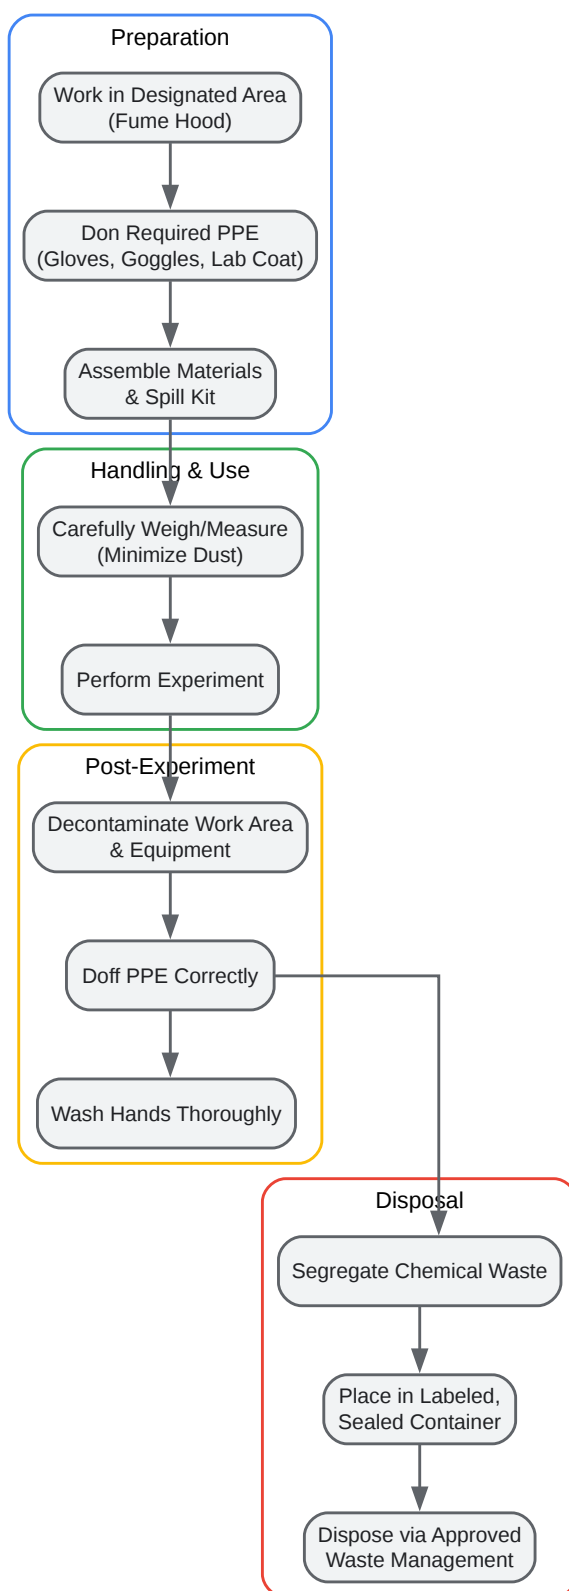 Preparation
Work in Designated Area
(Fume Hood)
Don Required PPE
(Gloves, Goggles, Lab Coat)
Assemble Materials
& Spill Kit
Handling & Use
Carefully Weigh/Measure
(Minimize Dust)
Perform Experiment
Post-Experiment
Decontaminate Work Area
& Equipment
Doff PPE Correctly
Wash Hands Thoroughly
Disposal
Segregate Chemical Waste
Place in Labeled,
Sealed Container
Dispose via Approved
Waste Management